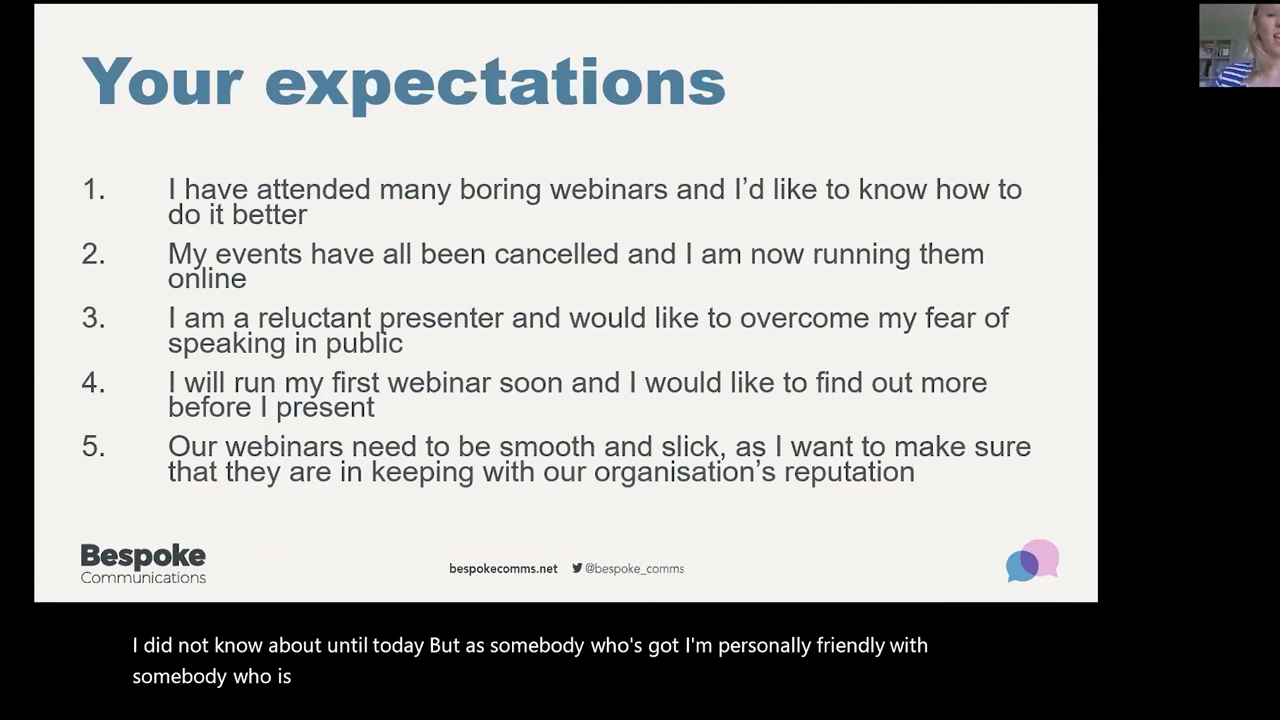 Your expectations
1. I have attended many boring webinars and I’d like to know how to
do it better
2. My events have all been cancelled and I am now running them
online
3. I am a reluctant presenter and would like to overcome my fear of
speaking in public
4. I will run my first webinar soon and I would like to find out more
before I present
5. Our webinars need to be smooth and slick, as I want to make sure
that they are in keeping with our organisation’s reputation
Bespoke
Communications
bespokecomms.net @bespoke_comms
I did not know about until today But as somebody who's got I'm personally friendly with
somebody who is